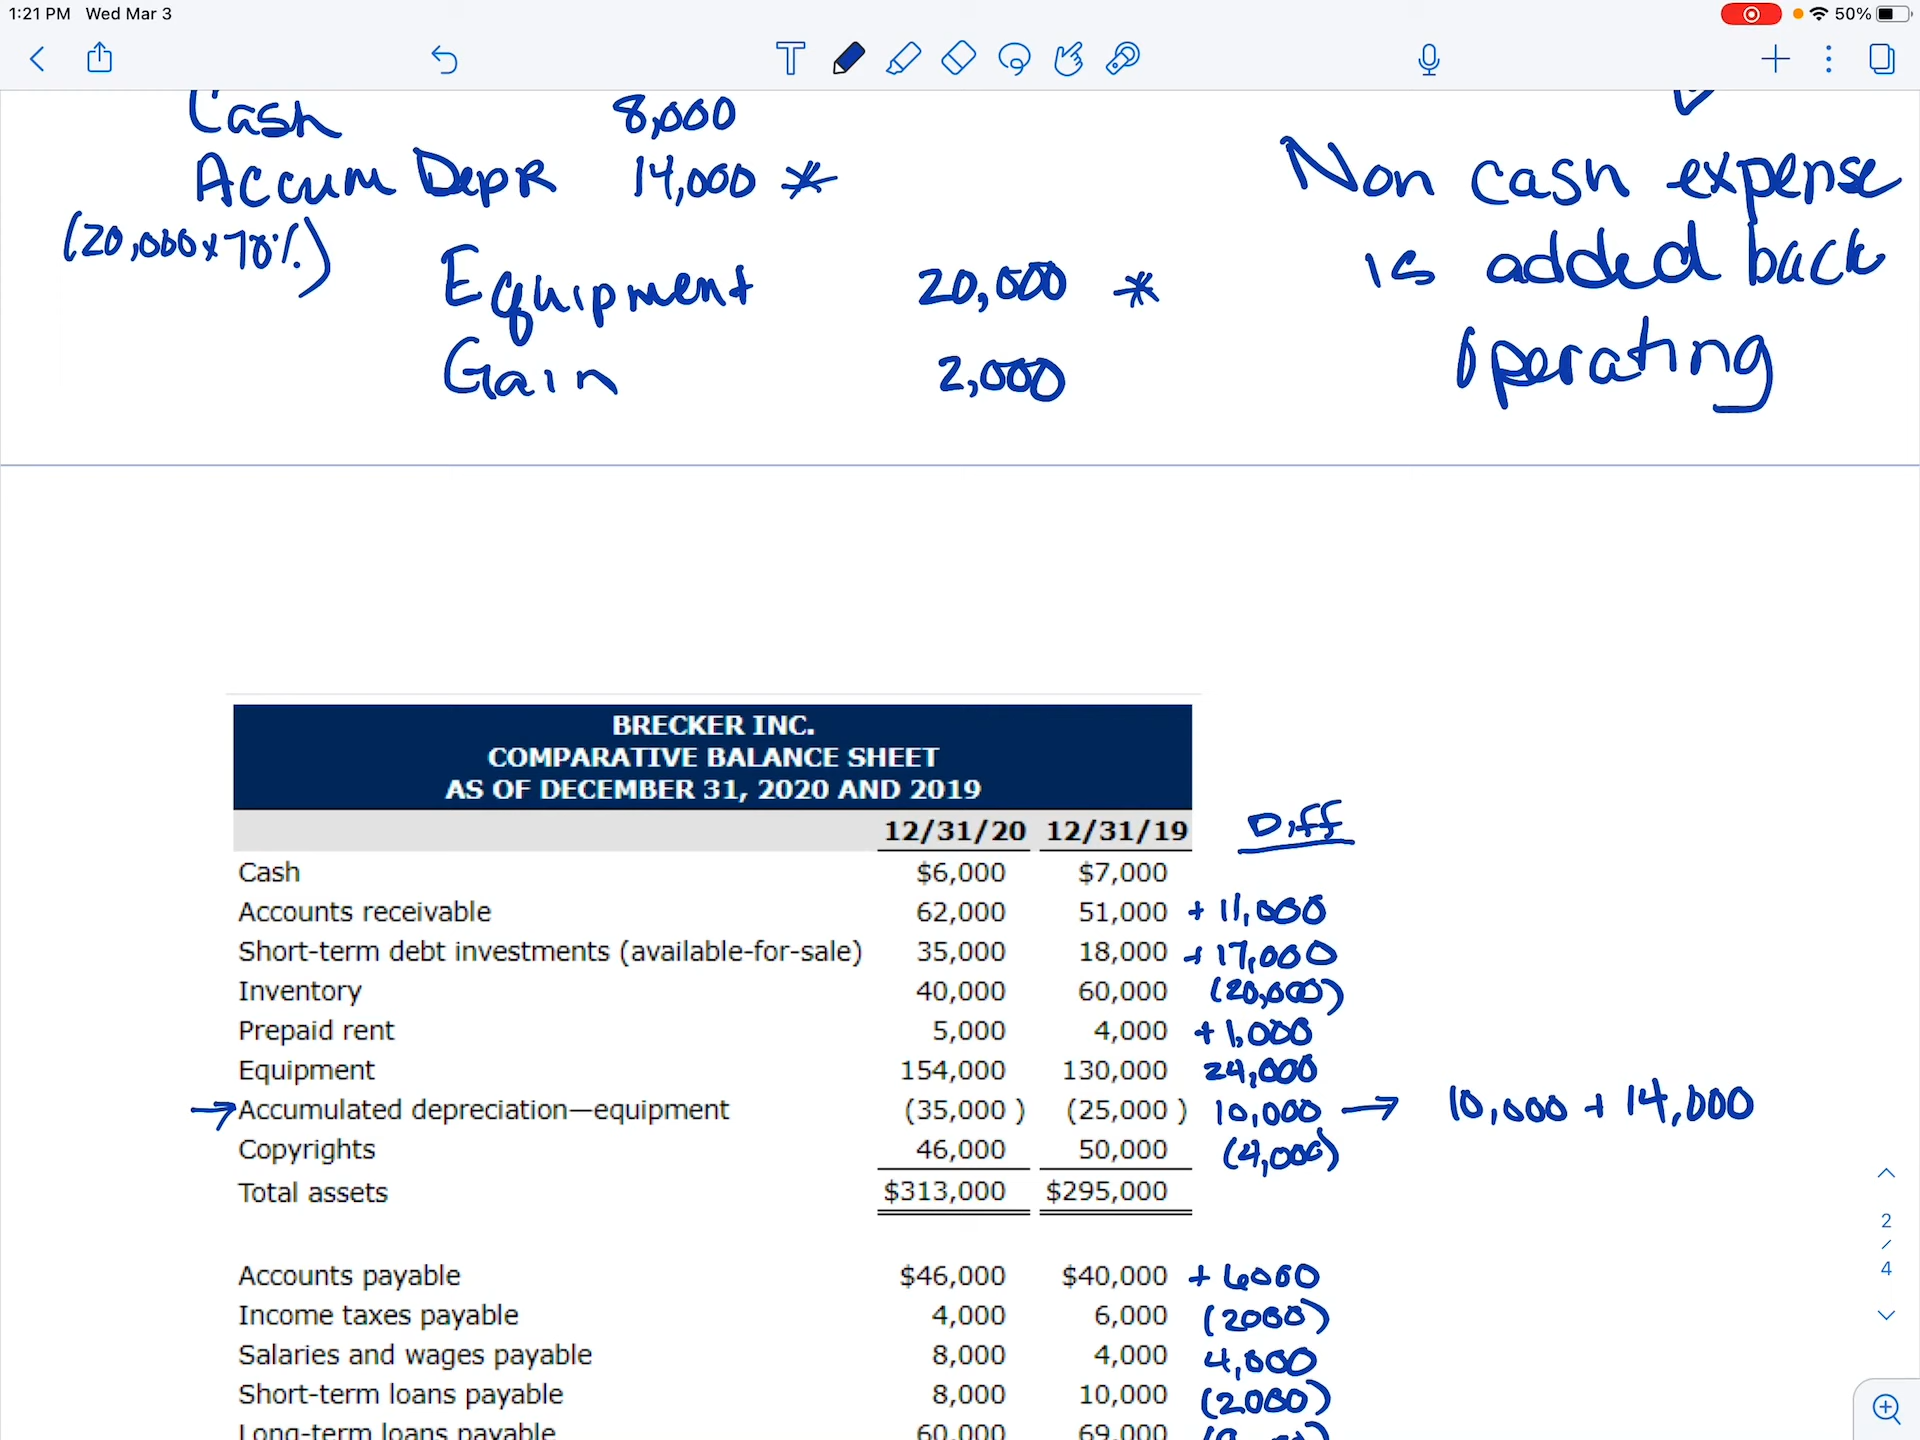 1:21 PM Wed Mar 3 50%
Cash 8,000
Accum Depr 14,000 *
(20,000x70%)
Equipment 20,000 *
Gain 2,000
Non cash expense
is added back
operating
BRECKER INC.
COMPARATIVE BALANCE SHEET
AS OF DECEMBER 31, 2020 AND 2019
12/31/20 12/31/19 Diff
Cash $6,000 $7,000
Accounts receivable 62,000 51,000 + 11,000
Short-term debt investments (available-for-sale) 35,000 18,000 + 17,000
Inventory 40,000 60,000 (20,000)
Prepaid rent 5,000 4,000 + 1,000
Equipment 154,000 130,000 24,000
→ Accumulated depreciation—equipment (35,000 ) (25,000 ) 10,000 → 10,000 + 14,000
Copyrights 46,000 50,000 (4,000)
Total assets $313,000 $295,000
Accounts payable $46,000 $40,000 + 6000
Income taxes payable 4,000 6,000 (2000)
Salaries and wages payable 8,000 4,000 4,000
Short-term loans payable 8,000 10,000 (2000)
Long-term loans payable 60,000 69,000
2
/
4